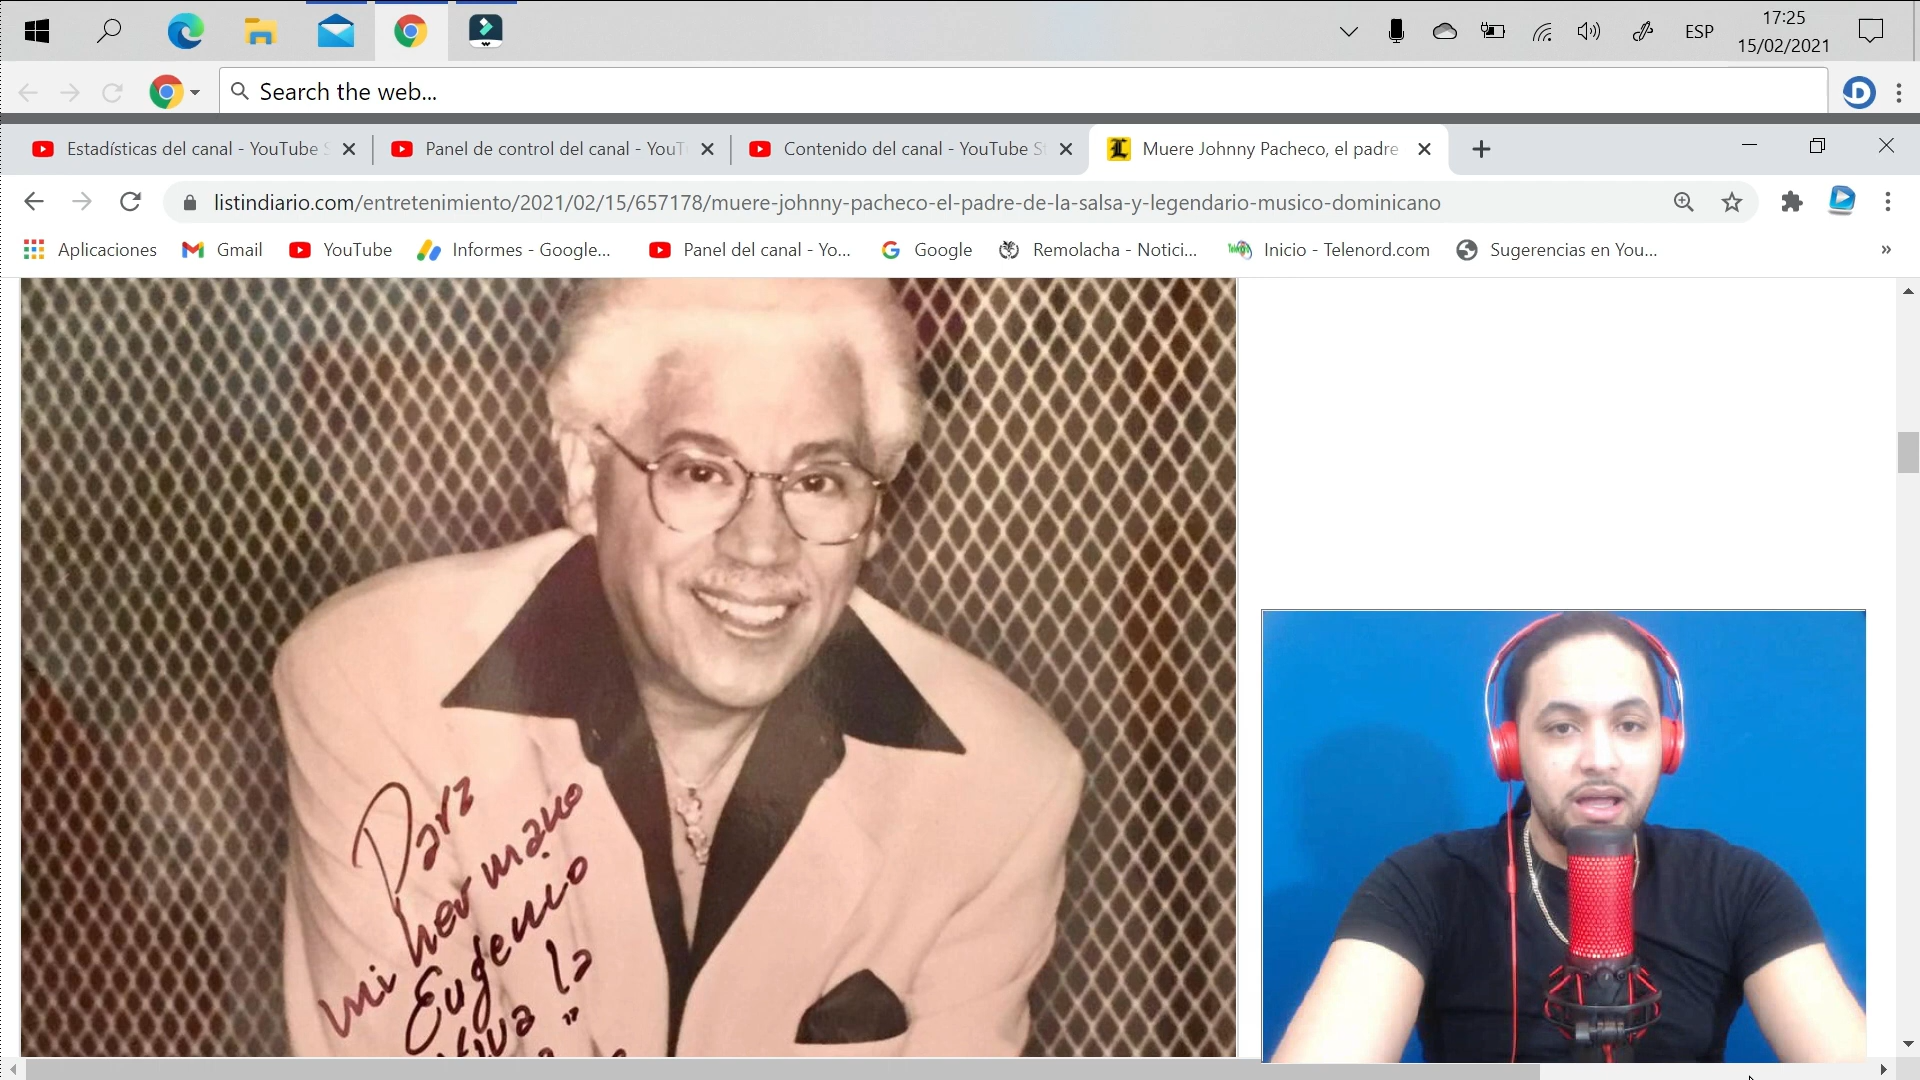 17:25
ESP
15/02/2021
Search the web...
Estadísticas del canal - YouTube S
Panel de control del canal - YouT
Contenido del canal - YouTube St
Muere Johnny Pacheco, el padre
listindiario.com/entretenimiento/2021/02/15/657178/muere-johnny-pacheco-el-padre-de-la-salsa-y-legendario-musico-dominicano
Aplicaciones
Gmail
YouTube
Informes - Google...
Panel del canal - Yo...
Google
Remolacha - Notici...
Inicio - Telenord.com
Sugerencias en You...
Para
mi hermano
Eugenio
Viva la